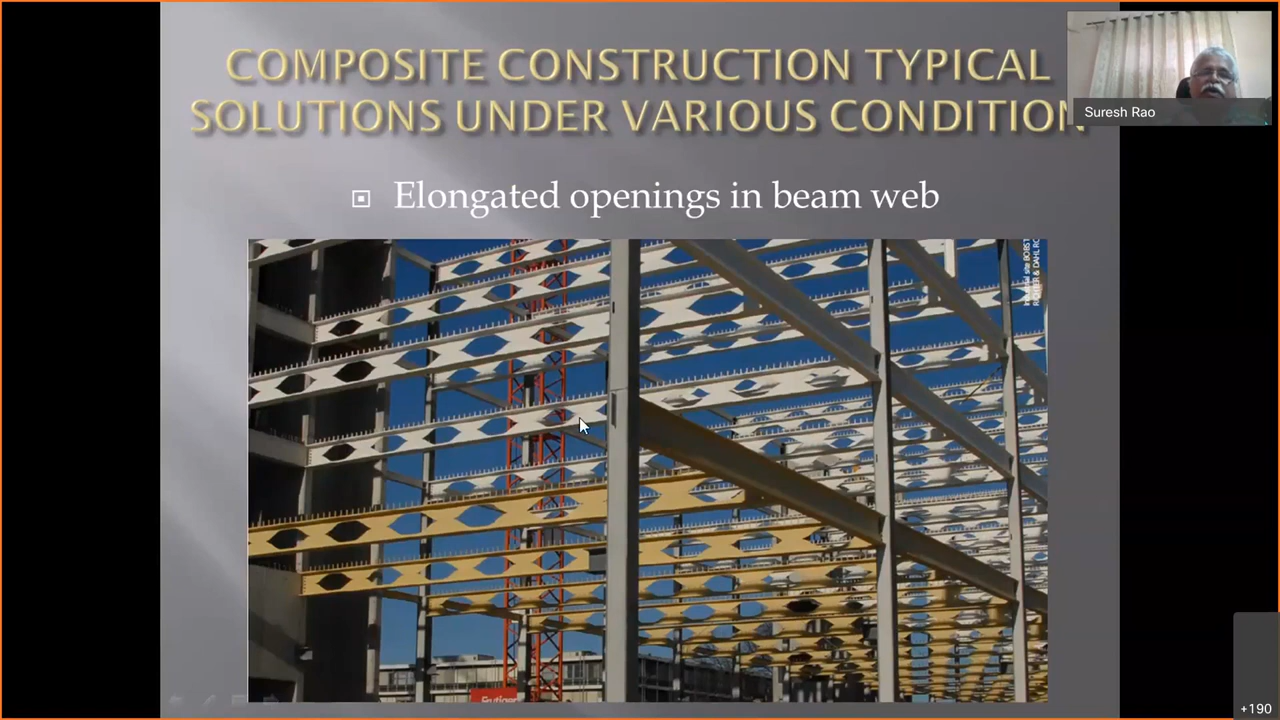 COMPOSITE CONSTRUCTION TYPICAL
SOLUTIONS UNDER VARIOUS CONDITION
Suresh Rao
Elongated openings in beam web
+190